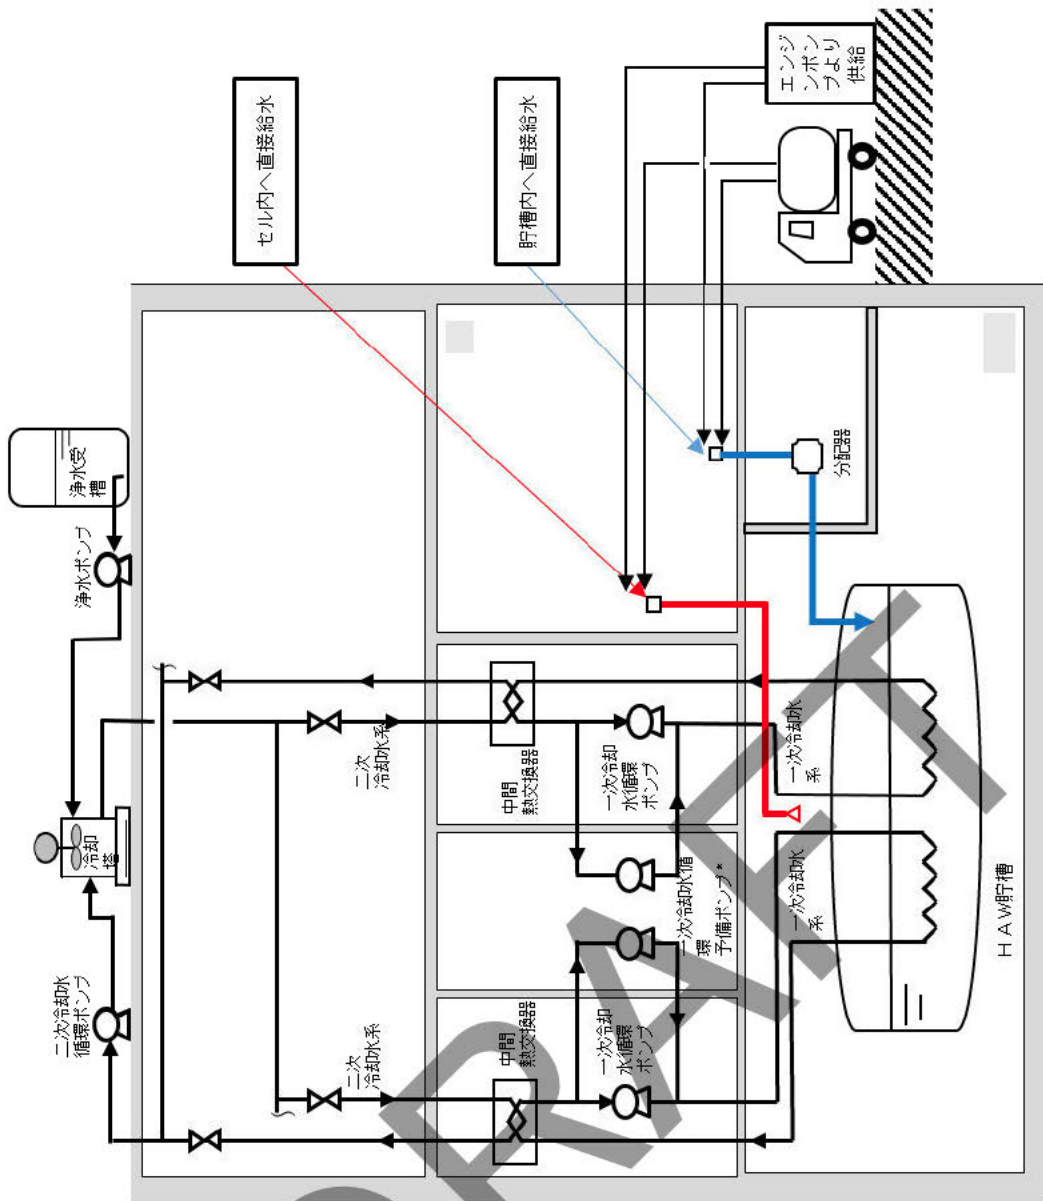 浄水受
槽
浄水ポンプ
冷却
塔
二次冷却水
循環ポンプ
セル内へ直接給水
貯槽内へ直接給水
エンジ
ンポン
プより
供給
二次
冷却水系
二次
冷却水系
中間
熱交換器
中間
熱交換器
一次冷却
水循環
ポンプ
一次冷却水循
環
予備ポンプ*
一次冷却
水循環
ポンプ
分配器
一次冷却水
系
一次冷却水
系
HAW貯槽
DRAFT